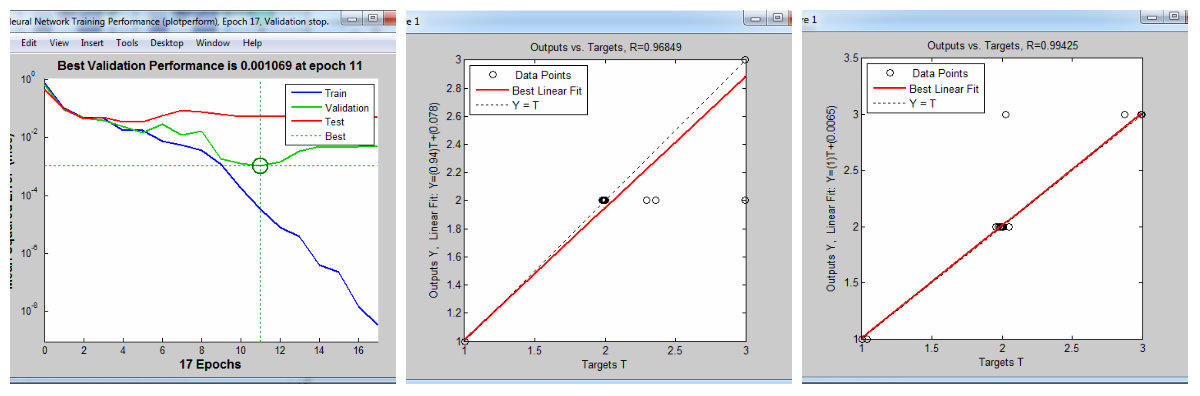 Neural Network Training Performance (plotperform), Epoch 17, Validation stop.
Edit View Insert Tools Desktop Window Help
Best Validation Performance is 0.001069 at epoch 11
Train
Validation
Test
Best
10^0
10^-2
10^-4
10^-6
10^-8
0 2 4 6 8 10 12 14 16
17 Epochs
re 1
Outputs vs. Targets, R=0.96849
Data Points
Best Linear Fit
Y = T
Outputs Y , Linear Fit: Y=(0.94)T+(0.078)
3
2.8
2.6
2.4
2.2
2
1.8
1.6
1.4
1.2
1
1 1.5 2 2.5 3
Targets T
re 1
Outputs vs. Targets, R=0.99425
Data Points
Best Linear Fit
Y = T
Outputs Y , Linear Fit: Y=(1)T+(0.0065)
3.5
3
2.5
2
1.5
1
1 1.5 2 2.5 3
Targets T